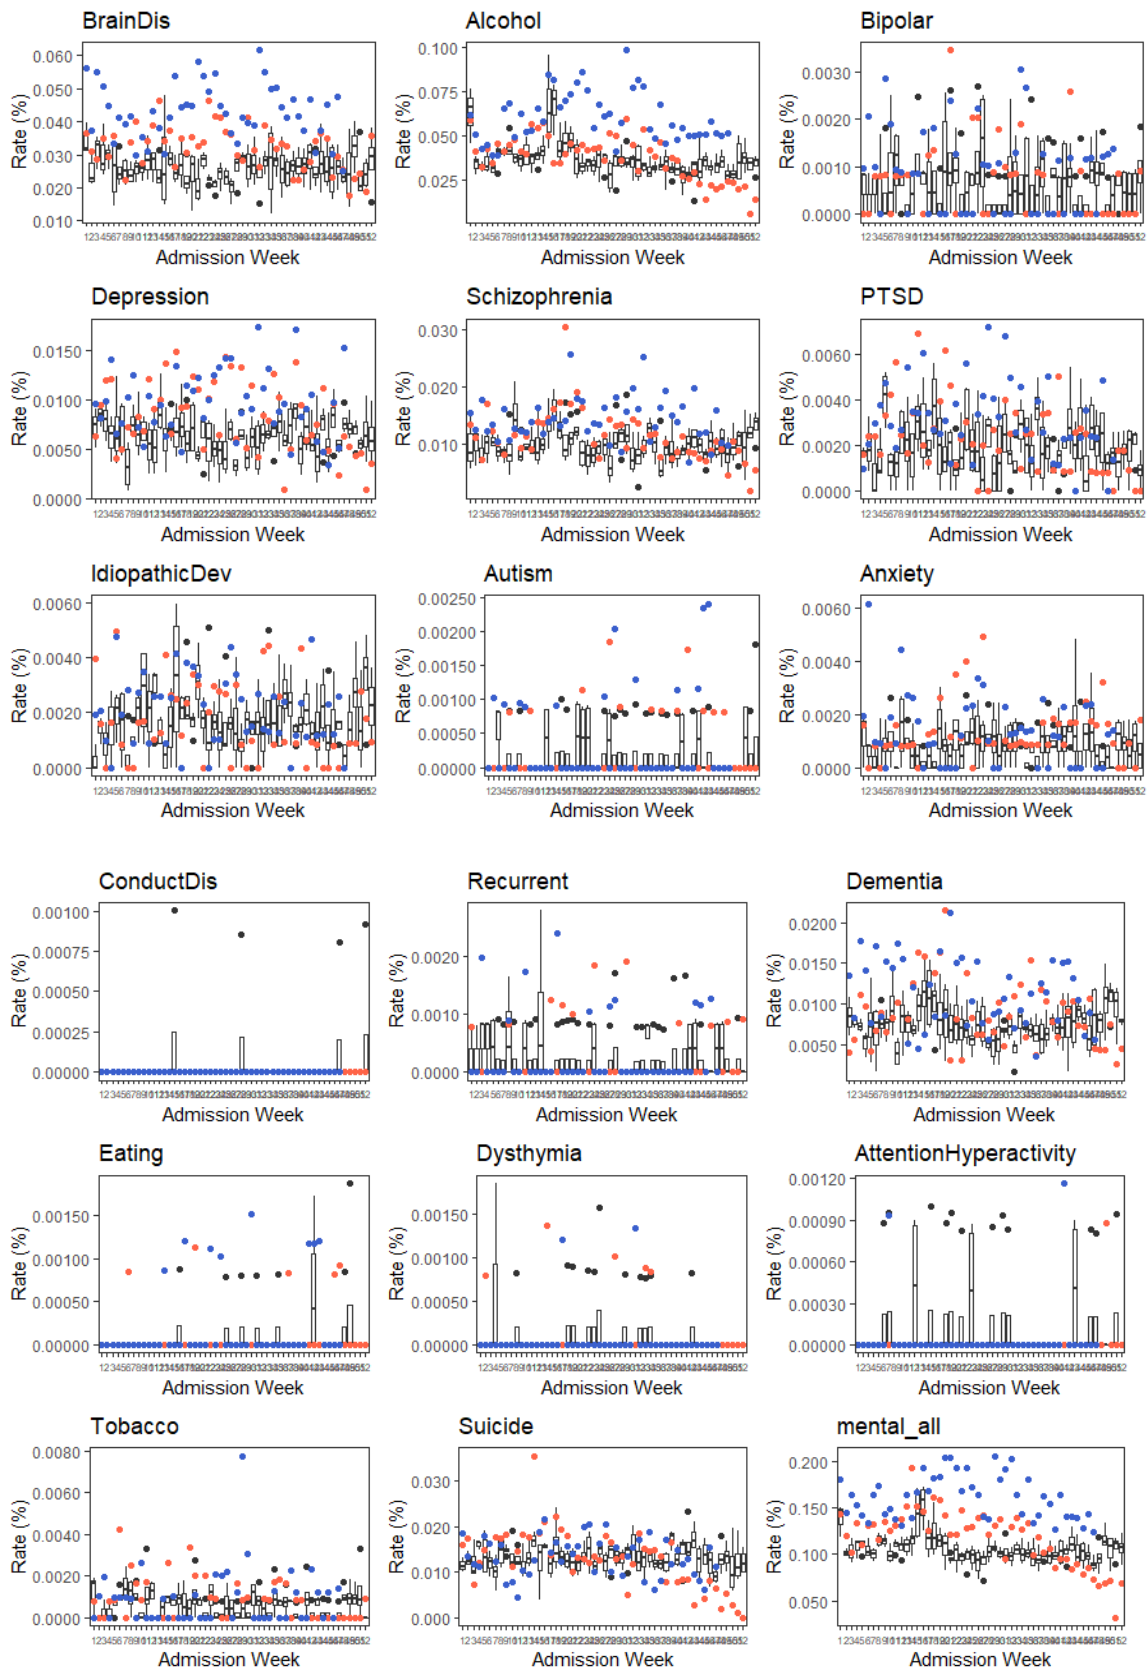 BrainDis Alcohol Bipolar
Rate (%)
0.060
0.050
0.040
0.030
0.020
0.010
Admission Week
Rate (%)
0.100
0.075
0.050
0.025
Admission Week
Rate (%)
0.0030
0.0020
0.0010
0.0000
Admission Week
Depression Schizophrenia PTSD
Rate (%)
0.0150
0.0100
0.0050
0.0000
Admission Week
Rate (%)
0.030
0.020
0.010
Admission Week
Rate (%)
0.0060
0.0040
0.0020
0.0000
Admission Week
IdiopathicDev Autism Anxiety
Rate (%)
0.0060
0.0040
0.0020
0.0000
Admission Week
Rate (%)
0.00250
0.00200
0.00150
0.00100
0.00050
0.00000
Admission Week
Rate (%)
0.0060
0.0040
0.0020
0.0000
Admission Week
ConductDis Recurrent Dementia
Rate (%)
0.00100
0.00075
0.00050
0.00025
0.00000
Admission Week
Rate (%)
0.0020
0.0010
0.0000
Admission Week
Rate (%)
0.0200
0.0150
0.0100
0.0050
Admission Week
Eating Dysthymia AttentionHyperactivity
Rate (%)
0.00150
0.00100
0.00050
0.00000
Admission Week
Rate (%)
0.00150
0.00100
0.00050
0.00000
Admission Week
Rate (%)
0.00120
0.00090
0.00060
0.00030
0.00000
Admission Week
Tobacco Suicide mental_all
Rate (%)
0.0080
0.0060
0.0040
0.0020
0.0000
Admission Week
Rate (%)
0.030
0.020
0.010
0.000
Admission Week
Rate (%)
0.200
0.150
0.100
0.050
Admission Week